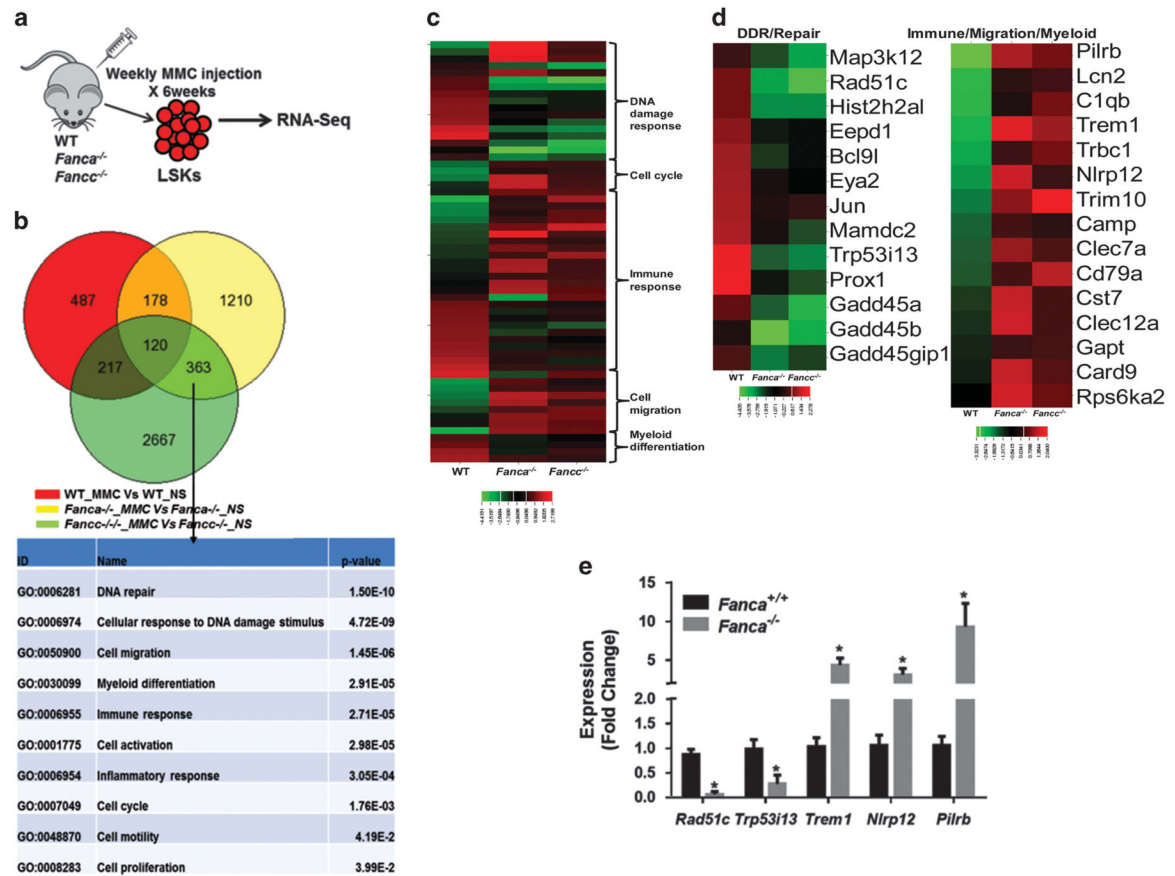 a
Weekly MMC injection
X 6weeks
RNA-Seq
WT
Fanca-/-
Fancc-/-
LSKs
b
487
178
1210
120
217
363
2667
WT_MMC Vs WT_NS
Fanca-/-_MMC Vs Fanca-/-_NS
Fancc-/-/-_MMC Vs Fancc-/-/-_NS
ID Name p-value
GO:0006281 DNA repair 1.50E-10
GO:0006974 Cellular response to DNA damage stimulus 4.72E-09
GO:0050900 Cell migration 1.45E-06
GO:0030099 Myeloid differentiation 2.91E-05
GO:0006955 Immune response 2.71E-05
GO:0001775 Cell activation 2.98E-05
GO:0006954 Inflammatory response 3.05E-04
GO:0007049 Cell cycle 1.76E-03
GO:0048870 Cell motility 4.19E-2
GO:0008283 Cell proliferation 3.99E-2
c
DNA
damage
response
Cell cycle
Immune
response
Cell
migration
Myeloid
differentiation
WT Fanca-/- Fancc-/-
d
DDR/Repair
Map3k12
Rad51c
Hist2h2al
Eepd1
Bcl9l
Eya2
Jun
Mamdc2
Trp53i13
Prox1
Gadd45a
Gadd45b
Gadd45gip1
WT Fanca-/- Fancc-/-
Immune/Migration/Myeloid
Pilrb
Lcn2
C1qb
Trem1
Trbc1
Nlrp12
Trim10
Camp
Clec7a
Cd79a
Cst7
Clec12a
Gapt
Card9
Rps6ka2
WT Fanca-/- Fancc-/-
e
Expression
(Fold Change)
15
10
5
2.0
1.5
1.0
0.5
0.0
Fanca+/+
Fanca-/-
* * * * *
Rad51c Trp53i13 Trem1 Nlrp12 Pilrb